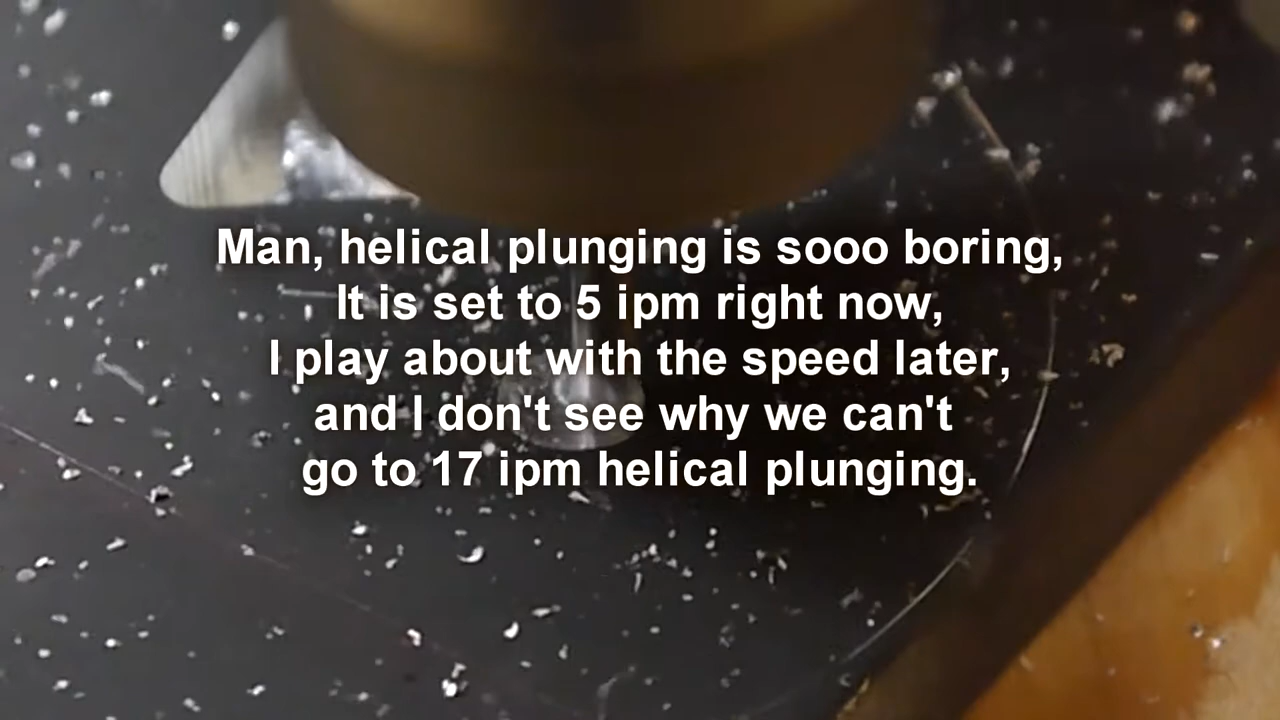 Man, helical plunging is sooo boring,
It is set to 5 ipm right now,
I play about with the speed later,
and I don't see why we can't
go to 17 ipm helical plunging.